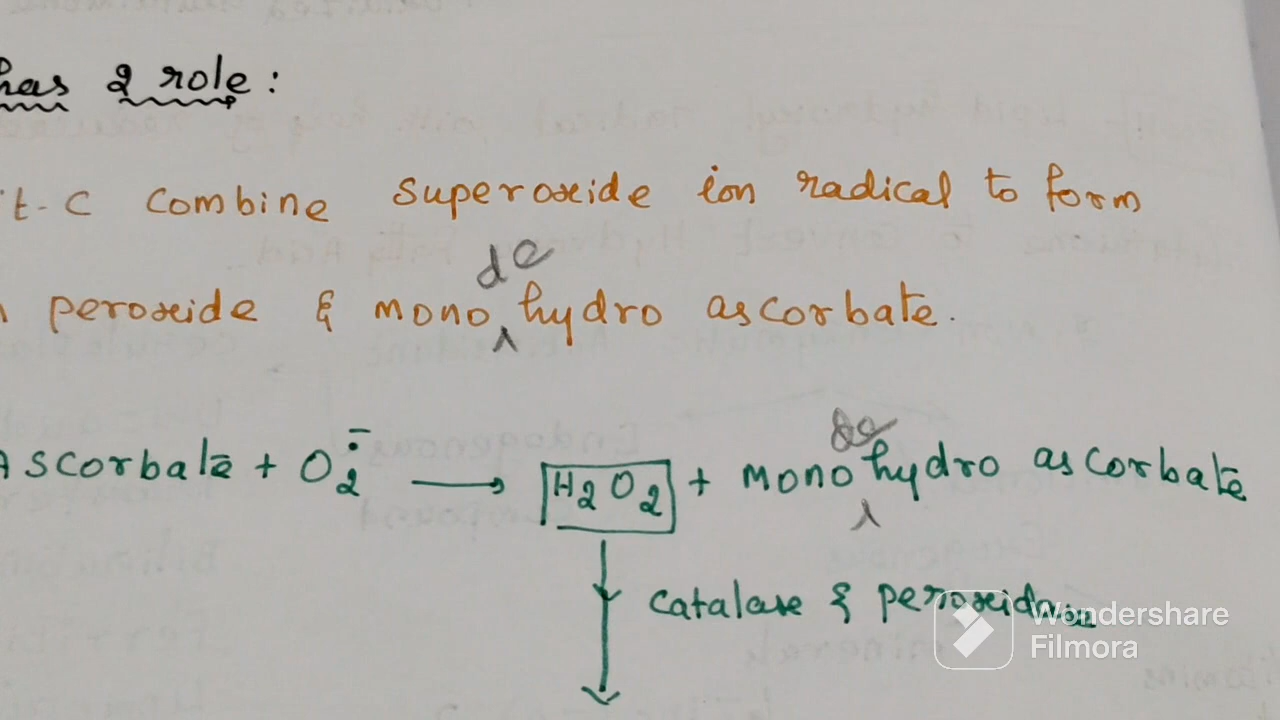 has 2 role:
t-C combine superoxide ion radical to form
de
peroxide & mono ∧ hydro ascorbate.
Ascorbate + O₂•̄ → H₂O₂ + mono ∧ hydro ascorbate
de
catalase & peroxidase
Wondershare
Filmora